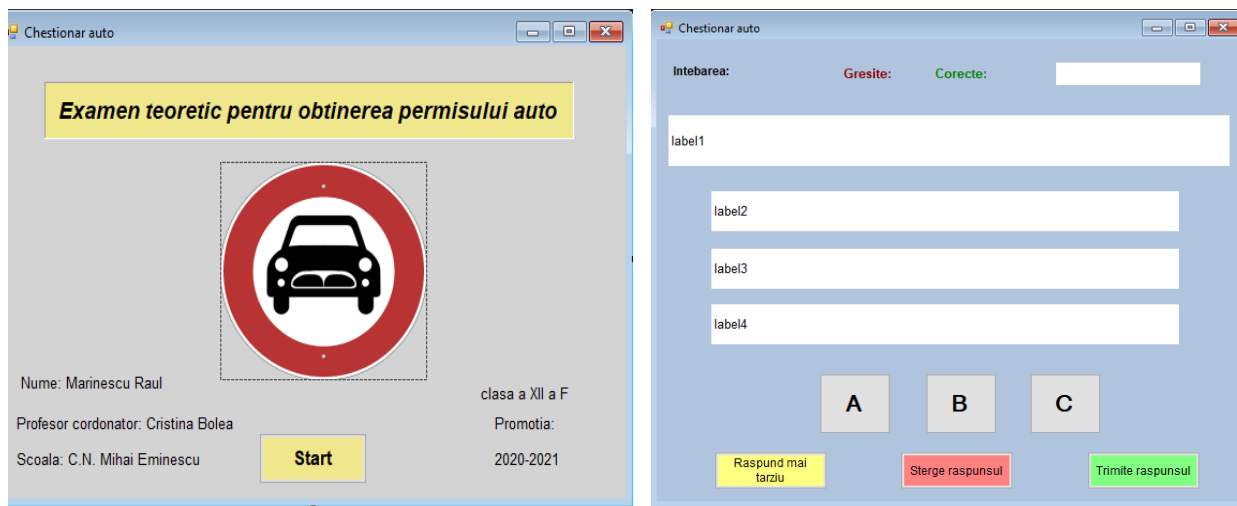 Chestionar auto
Examen teoretic pentru obtinerea permisului auto
Nume: Marinescu Raul
clasa a XII a F
Profesor cordonator: Cristina Bolea
Promotia:
Scoala: C.N. Mihai Eminescu
Start
2020-2021
Chestionar auto
Intebarea:
Gresite:
Corecte:
label1
label2
label3
label4
A
B
C
Raspund mai
tarziu
Sterge raspunsul
Trimite raspunsul